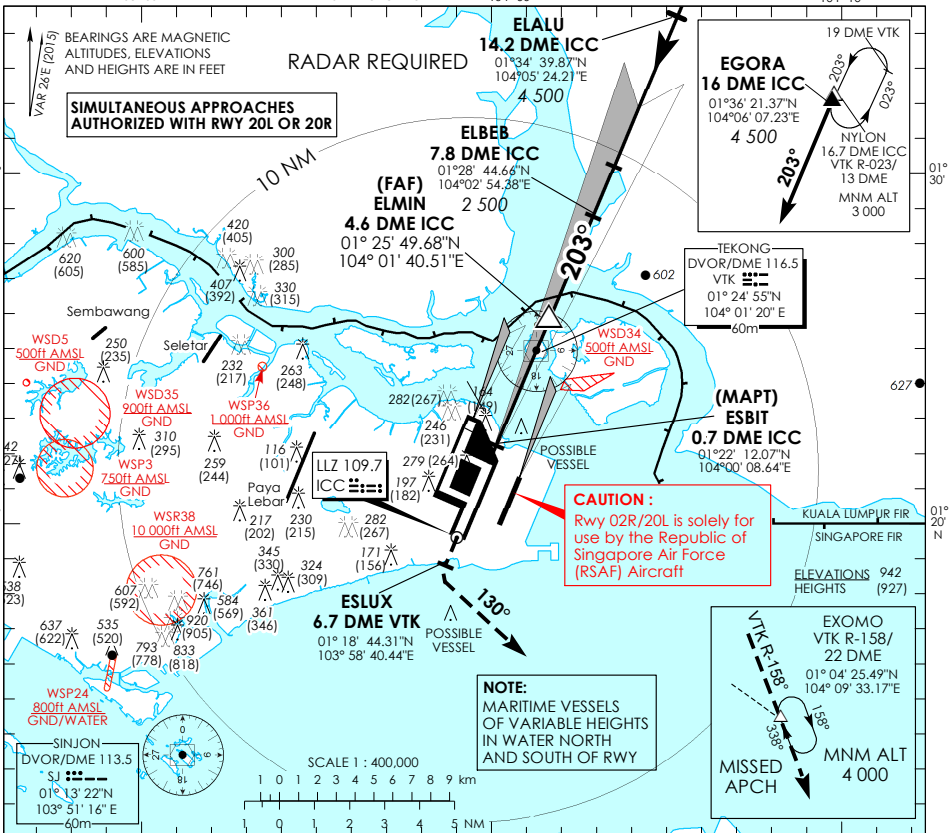 VAR 26'E (2015)
BEARINGS ARE MAGNETIC
ALTITUDES, ELEVATIONS
AND HEIGHTS ARE IN FEET
RADAR REQUIRED
SIMULTANEOUS APPROACHES
AUTHORIZED WITH RWY 20L OR 20R
ELALU
14.2 DME ICC
01°34' 39.87"N
104°05' 24.21"E
4 500
ELBEB
7.8 DME ICC
01°28' 44.66"N
104°02' 54.38"E
2 500
(FAF)
ELMIN
4.6 DME ICC
01° 25' 49.68"N
104° 01' 40.51"E
10 NM
203°
19 DME VTK
EGORA
16 DME ICC
01°36' 21.37"N
104°06' 07.23"E
4 500
203°
023°
203°
NYLON
16.7 DME ICC
VTK R-023/
13 DME
MNM ALT
3 000
01°
30'
TEKONG
DVOR/DME 116.5
VTK
01° 24' 55"N
104° 01' 20" E
60m
602
627
620
(605)
600
(585)
420
(405)
300
(285)
407
(392)
330
(315)
Sembawang
Seletar
WSD5
500ft AMSL
GND
250
(235)
232
(217)
263
(248)
WSD34
500ft AMSL
GND
27
9
18
WSD35
900ft AMSL
GND
WSP36
1 000ft AMSL
GND
282(267)
164
(149)
246
(231)
279 (264)
197
(182)
(MAPT)
ESBIT
0.7 DME ICC
01°22' 12.07"N
104°00' 08.64"E
POSSIBLE
VESSEL
310
(295)
259
(244)
116
(101)
WSP3
750ft AMSL
GND
LLZ 109.7
ICC
Paya
Lebar
WSR38
10 000ft AMSL
GND
217
(202)
230
(215)
282
(267)
CAUTION :
Rwy 02R/20L is solely for
use by the Republic of
Singapore Air Force
(RSAF) Aircraft
KUALA LUMPUR FIR
SINGAPORE FIR
01°
20'
N
ELEVATIONS 942
HEIGHTS (927)
345
(330)
324
(309)
171
(156)
761
(746)
607
(592)
584
(569)
361
(346)
920
(905)
637
(622)
535
(520)
793
(778)
833
(818)
ESLUX
6.7 DME VTK
01° 18' 44.31"N
103° 58' 40.44"E
130°
POSSIBLE
VESSEL
WSP24
800ft AMSL
GND/WATER
NOTE:
MARITIME VESSELS
OF VARIABLE HEIGHTS
IN WATER NORTH
AND SOUTH OF RWY
EXOMO
VTK R-158/
22 DME
01° 04' 25.49"N
104° 09' 33.17"E
VTK R-158°
158°
338°
MISSED
APCH
MNM ALT
4 000
SINJON
DVOR/DME 113.5
SJ
01° 13' 22"N
103° 51' 16" E
60m
0
27
9
18
SCALE 1 : 400,000
1 0 1 2 3 4 5 6 7 8 9 km
1 0 1 2 3 4 5 NM